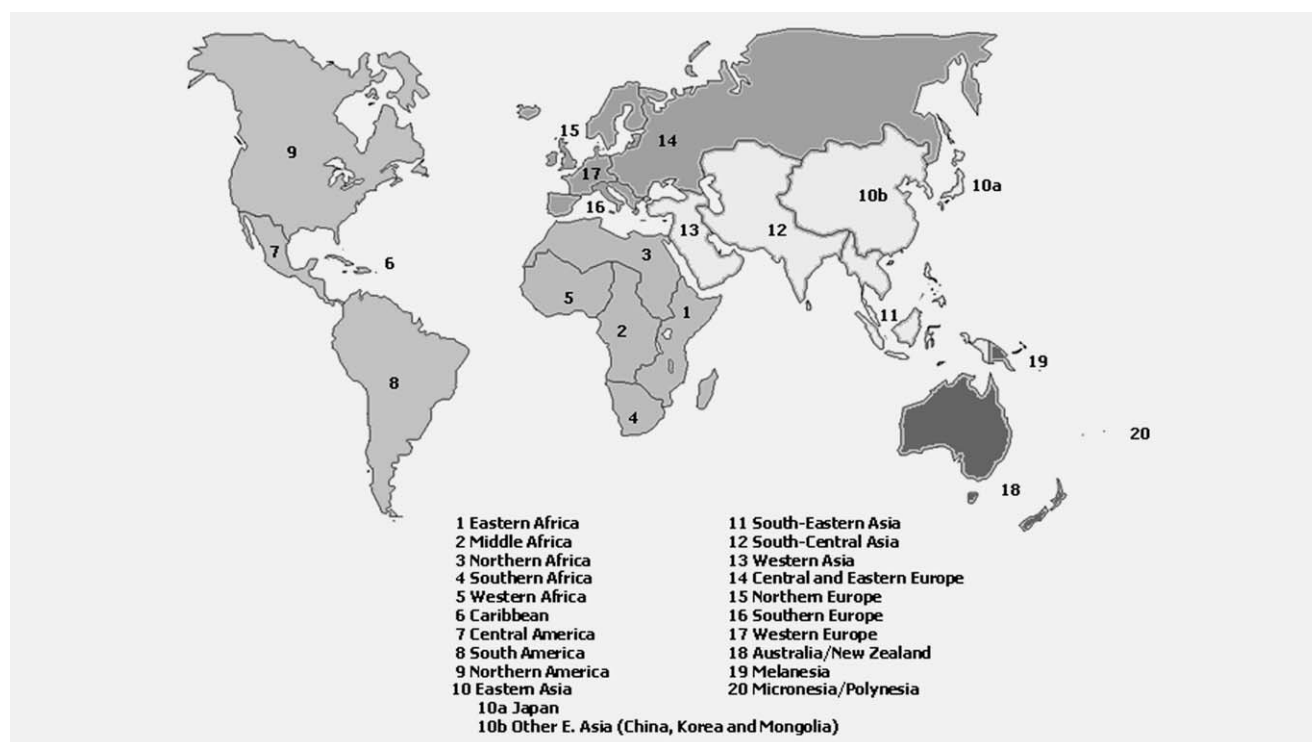 15
14
9
17
10b
10a
16
13
12
7
3
6
5
1
11
2
19
8
4
20
18
1 Eastern Africa
2 Middle Africa
3 Northern Africa
4 Southern Africa
5 Western Africa
6 Caribbean
7 Central America
8 South America
9 Northern America
10 Eastern Asia
10a Japan
10b Other E. Asia (China, Korea and Mongolia)
11 South-Eastern Asia
12 South-Central Asia
13 Western Asia
14 Central and Eastern Europe
15 Northern Europe
16 Southern Europe
17 Western Europe
18 Australia/New Zealand
19 Melanesia
20 Micronesia/Polynesia